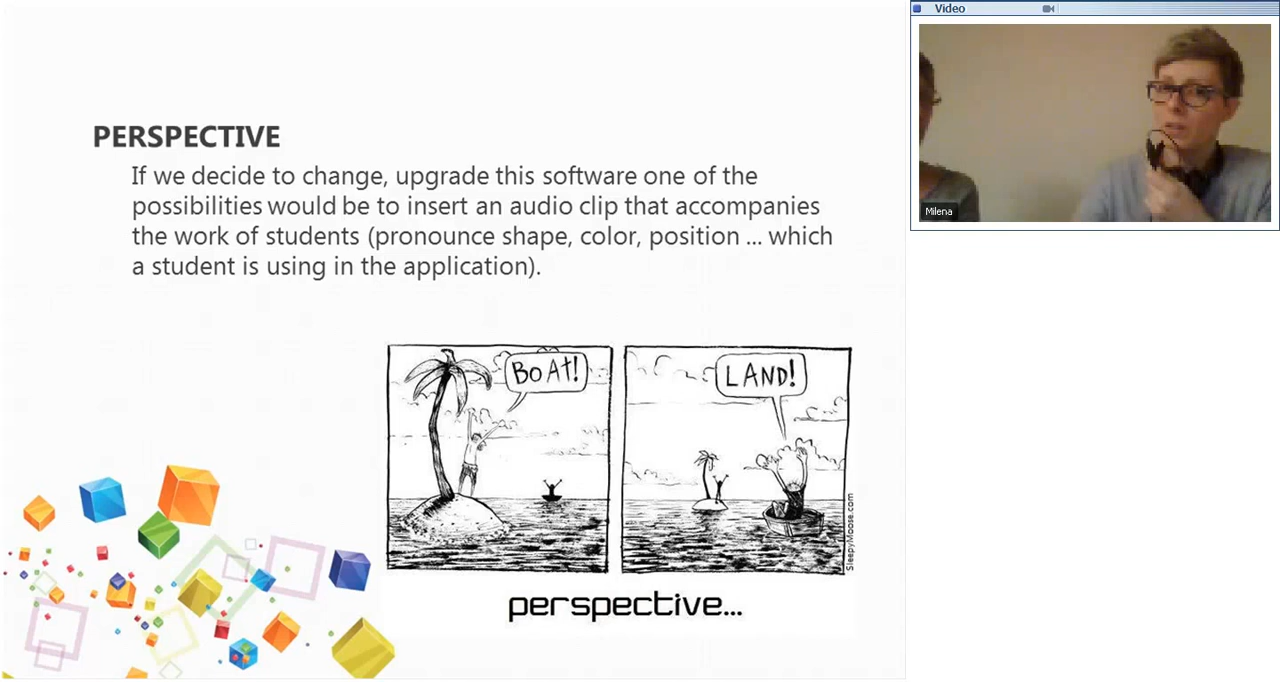 Video
Milena
PERSPECTIVE
If we decide to change, upgrade this software one of the
possibilities would be to insert an audio clip that accompanies
the work of students (pronounce shape, color, position ... which
a student is using in the application).
BOAt!
LAND!
SleepyMoose.com
perspective...